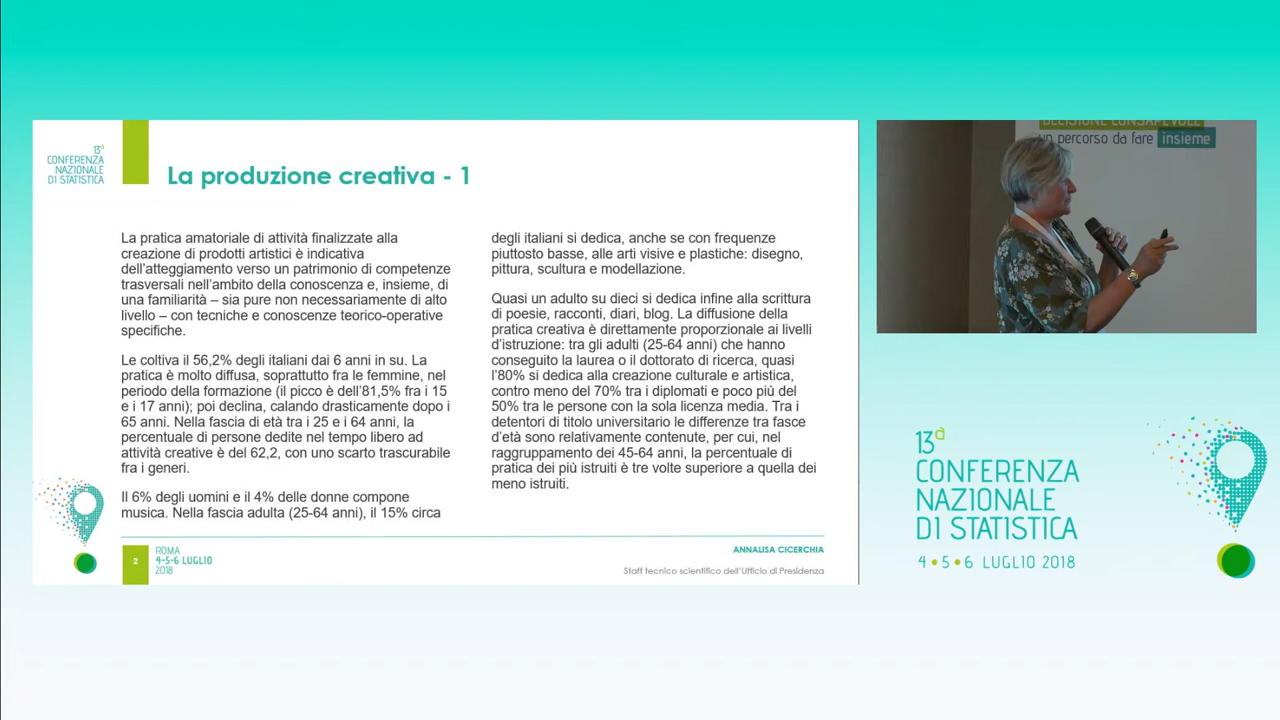 13ª
CONFERENZA
NAZIONALE
DI STATISTICA
La produzione creativa - 1
La pratica amatoriale di attività finalizzate alla
creazione di prodotti artistici è indicativa
dell'atteggiamento verso un patrimonio di competenze
trasversali nell'ambito della conoscenza e, insieme, di
una familiarità – sia pure non necessariamente di alto
livello – con tecniche e conoscenze teorico-operative
specifiche.
Le coltiva il 56,2% degli italiani dai 6 anni in su. La
pratica è molto diffusa, soprattutto fra le femmine, nel
periodo della formazione (il picco è dell'81,5% fra i 15
e i 17 anni); poi declina, calando drasticamente dopo i
65 anni. Nella fascia di età tra i 25 e i 64 anni, la
percentuale di persone dedite nel tempo libero ad
attività creative è del 62,2, con uno scarto trascurabile
fra i generi.
Il 6% degli uomini e il 4% delle donne compone
musica. Nella fascia adulta (25-64 anni), il 15% circa
degli italiani si dedica, anche se con frequenze
piuttosto basse, alle arti visive e plastiche: disegno,
pittura, scultura e modellazione.
Quasi un adulto su dieci si dedica infine alla scrittura
di poesie, racconti, diari, blog. La diffusione della
pratica creativa è direttamente proporzionale ai livelli
d'istruzione: tra gli adulti (25-64 anni) che hanno
conseguito la laurea o il dottorato di ricerca, quasi
l'80% si dedica alla creazione culturale e artistica,
contro meno del 70% tra i diplomati e poco più del
50% tra le persone con la sola licenza media. Tra i
detentori di titolo universitario le differenze tra fasce
d'età sono relativamente contenute, per cui, nel
raggruppamento dei 45-64 anni, la percentuale di
pratica dei più istruiti è tre volte superiore a quella dei
meno istruiti.
2
ROMA
4-5-6 LUGLIO
2018
ANNALISA CICERCHIA
Staff tecnico scientifico dell'Ufficio di Presidenza
DECISIONE CONSAPEVOLE
un percorso da fare insieme
13ª
CONFERENZA
NAZIONALE
DI STATISTICA
4•5•6 LUGLIO 2018